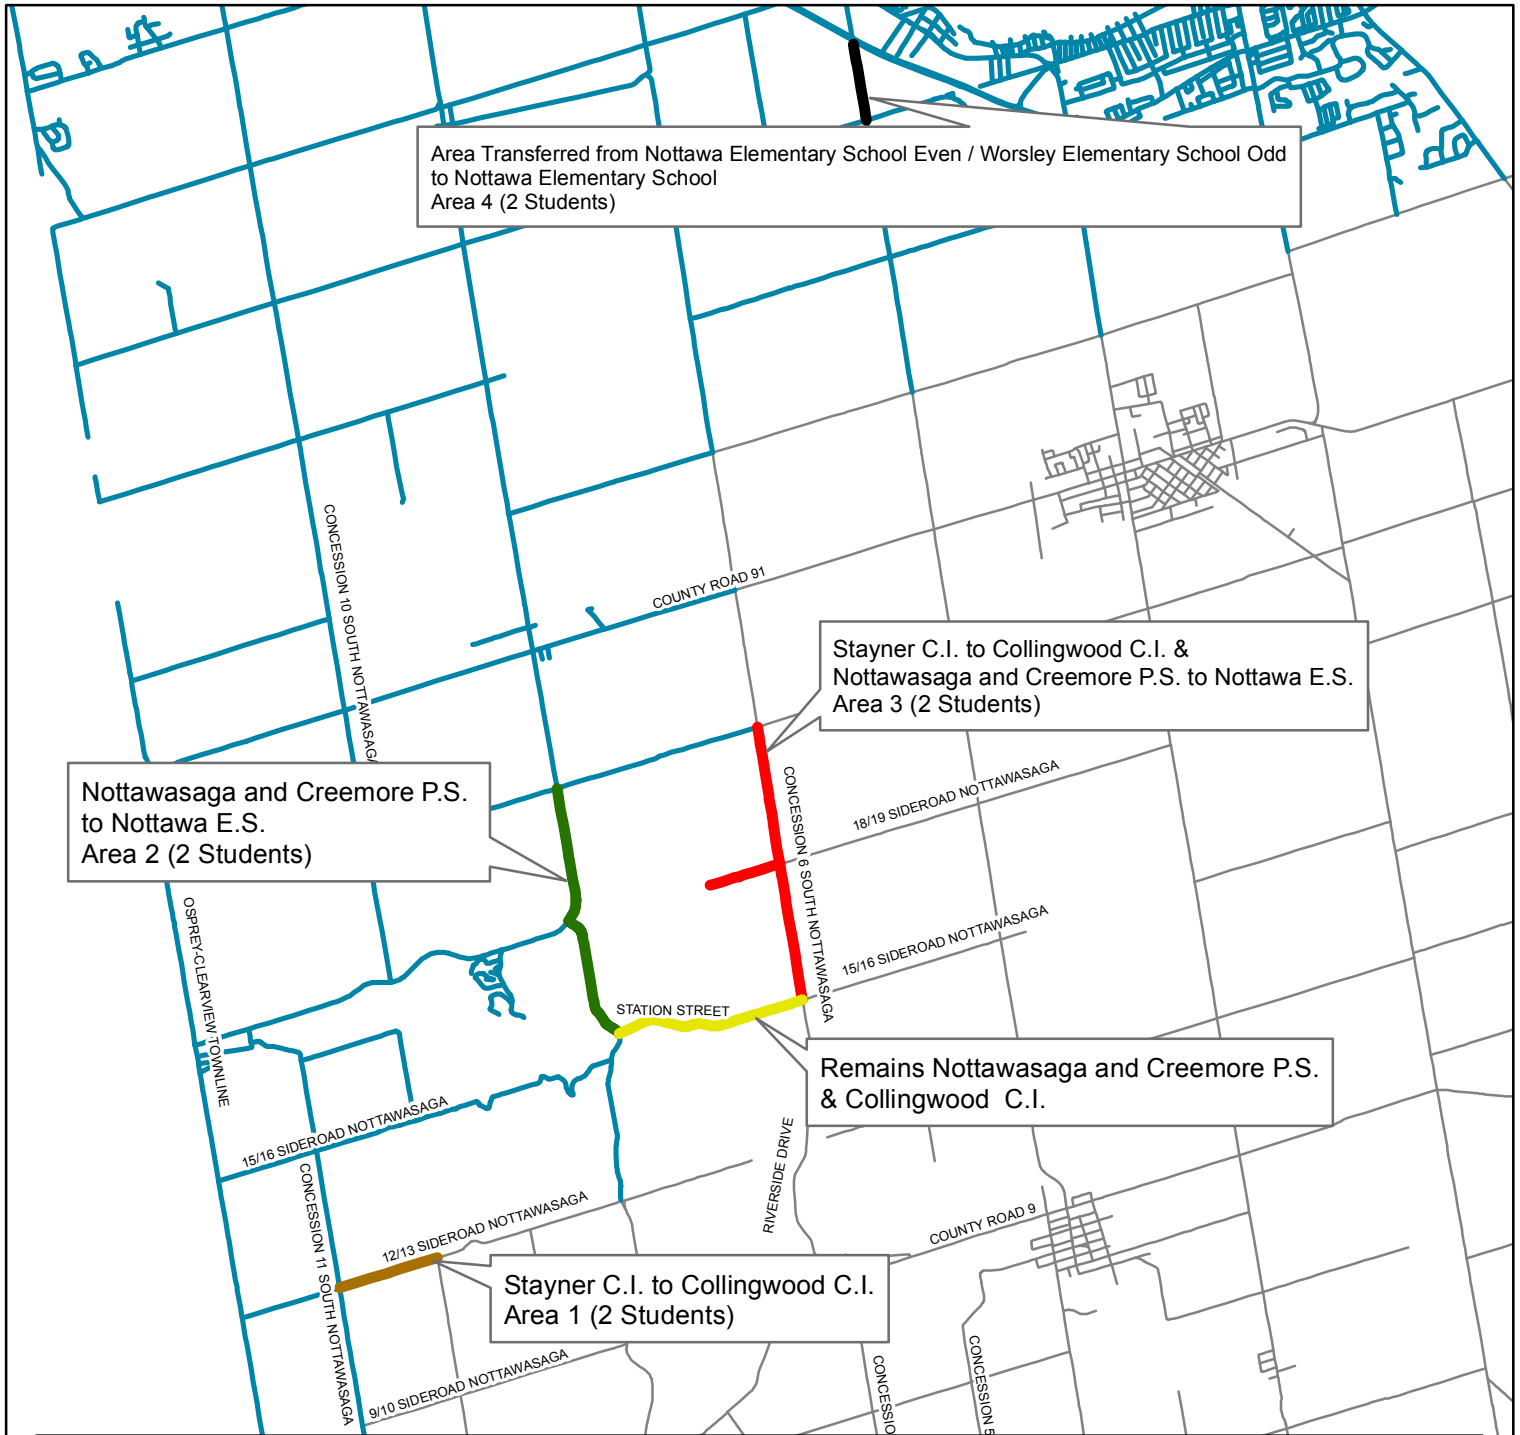 Area Transferred from Nottawa Elementary School Even / Worsley Elementary School Odd
to Nottawa Elementary School
Area 4 (2 Students)
CONCESSION 10 SOUTH NOTTAWASAGA
COUNTY ROAD 91
Stayner C.I. to Collingwood C.I. &
Nottawasaga and Creemore P.S. to Nottawa E.S.
Area 3 (2 Students)
Nottawasaga and Creemore P.S.
to Nottawa E.S.
Area 2 (2 Students)
CONCESSION 6 SOUTH NOTTAWASAGA
18/19 SIDEROAD NOTTAWASAGA
OSPREY-CLEARVIEW TOWNLINE
15/16 SIDEROAD NOTTAWASAGA
STATION STREET
Remains Nottawasaga and Creemore P.S.
& Collingwood C.I.
15/16 SIDEROAD NOTTAWASAGA
RIVERSIDE DRIVE
CONCESSION 11 SOUTH NOTTAWASAGA
12/13 SIDEROAD NOTTAWASAGA
COUNTY ROAD 9
Stayner C.I. to Collingwood C.I.
Area 1 (2 Students)
9/10 SIDEROAD NOTTAWASAGA
CONCESSIO
CONCESSION 5